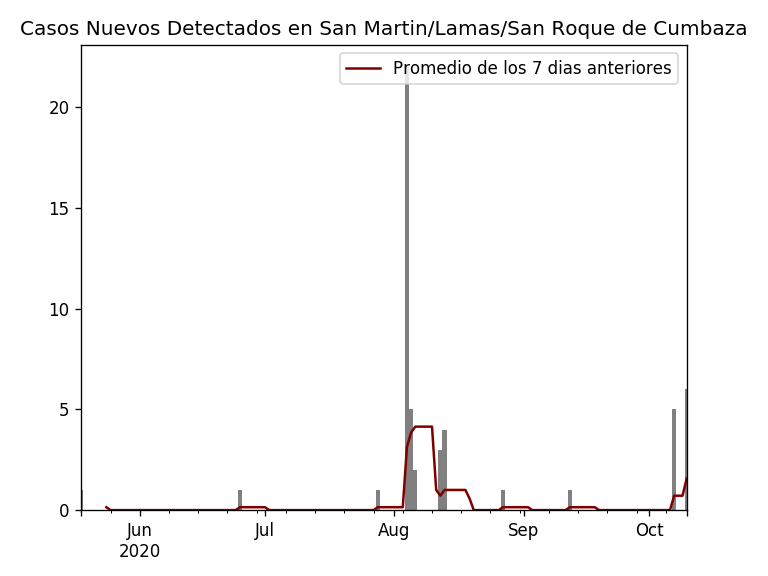 Casos Nuevos Detectados en San Martin/Lamas/San Roque de Cumbaza
Promedio de los 7 dias anteriores
20
15
10
5
0
Jun Jul Aug Sep Oct
2020